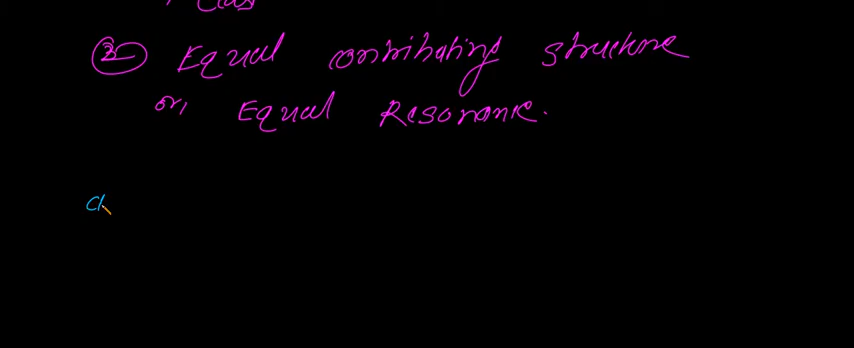 ② Equal contributing structure
or, Equal Resonance.